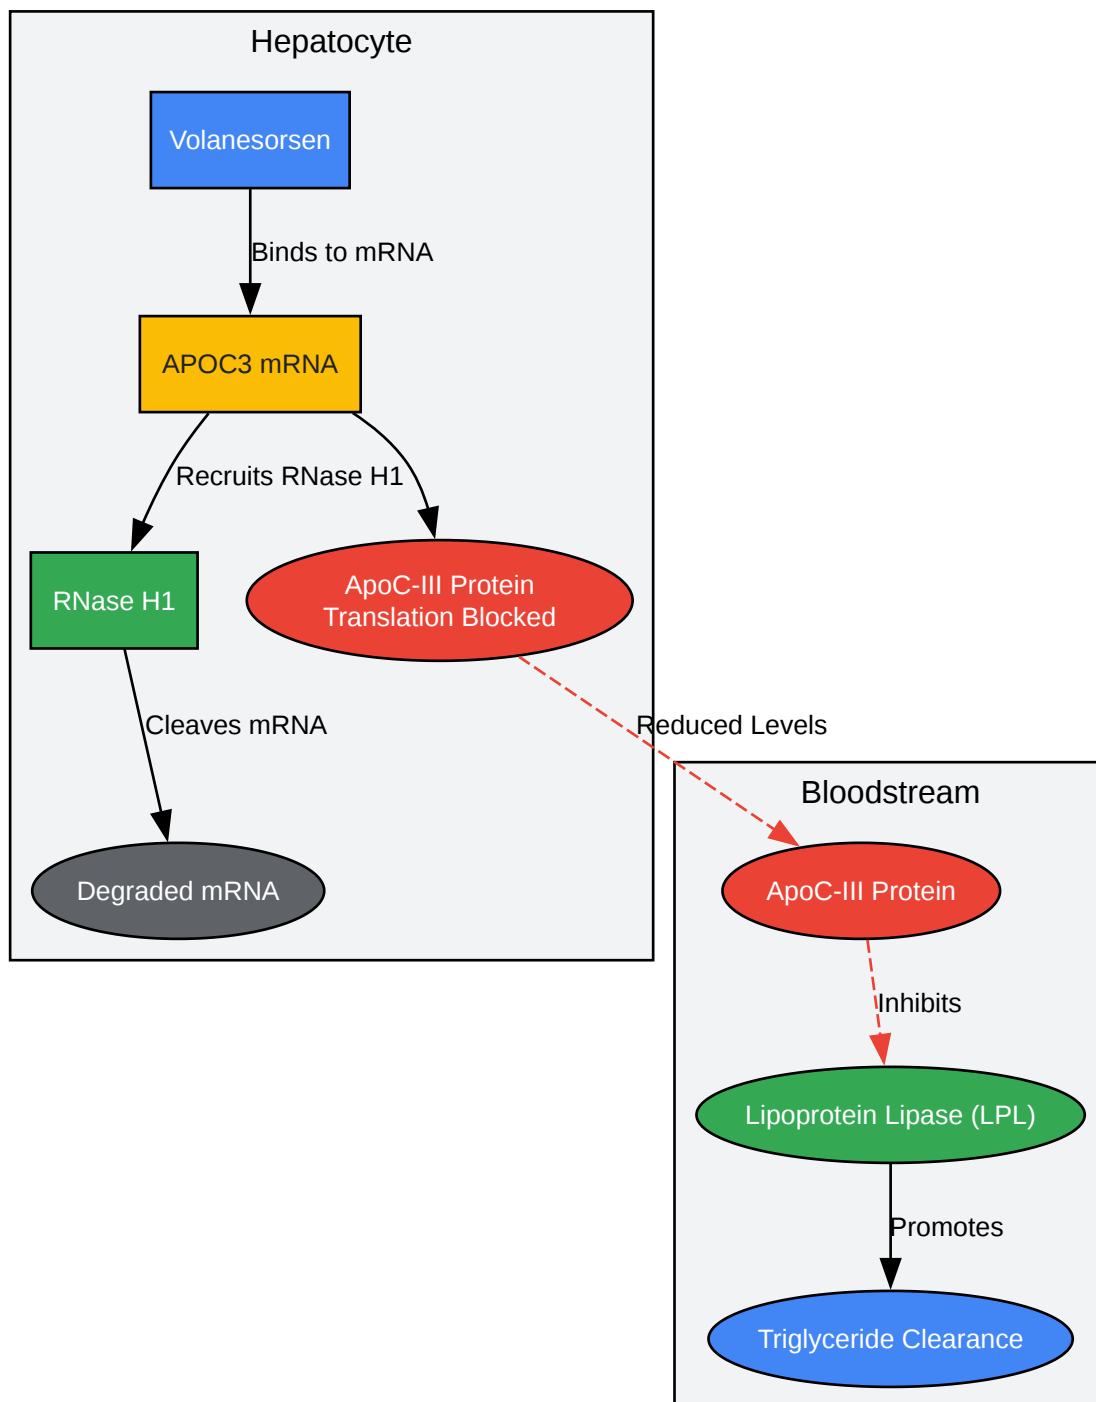 Hepatocyte
Volanesorsen
Binds to mRNA
APOC3 mRNA
Recruits RNase H1
RNase H1
ApoC-III Protein
Translation Blocked
Cleaves mRNA
Reduced Levels
Degraded mRNA
Bloodstream
ApoC-III Protein
Inhibits
Lipoprotein Lipase (LPL)
Promotes
Triglyceride Clearance